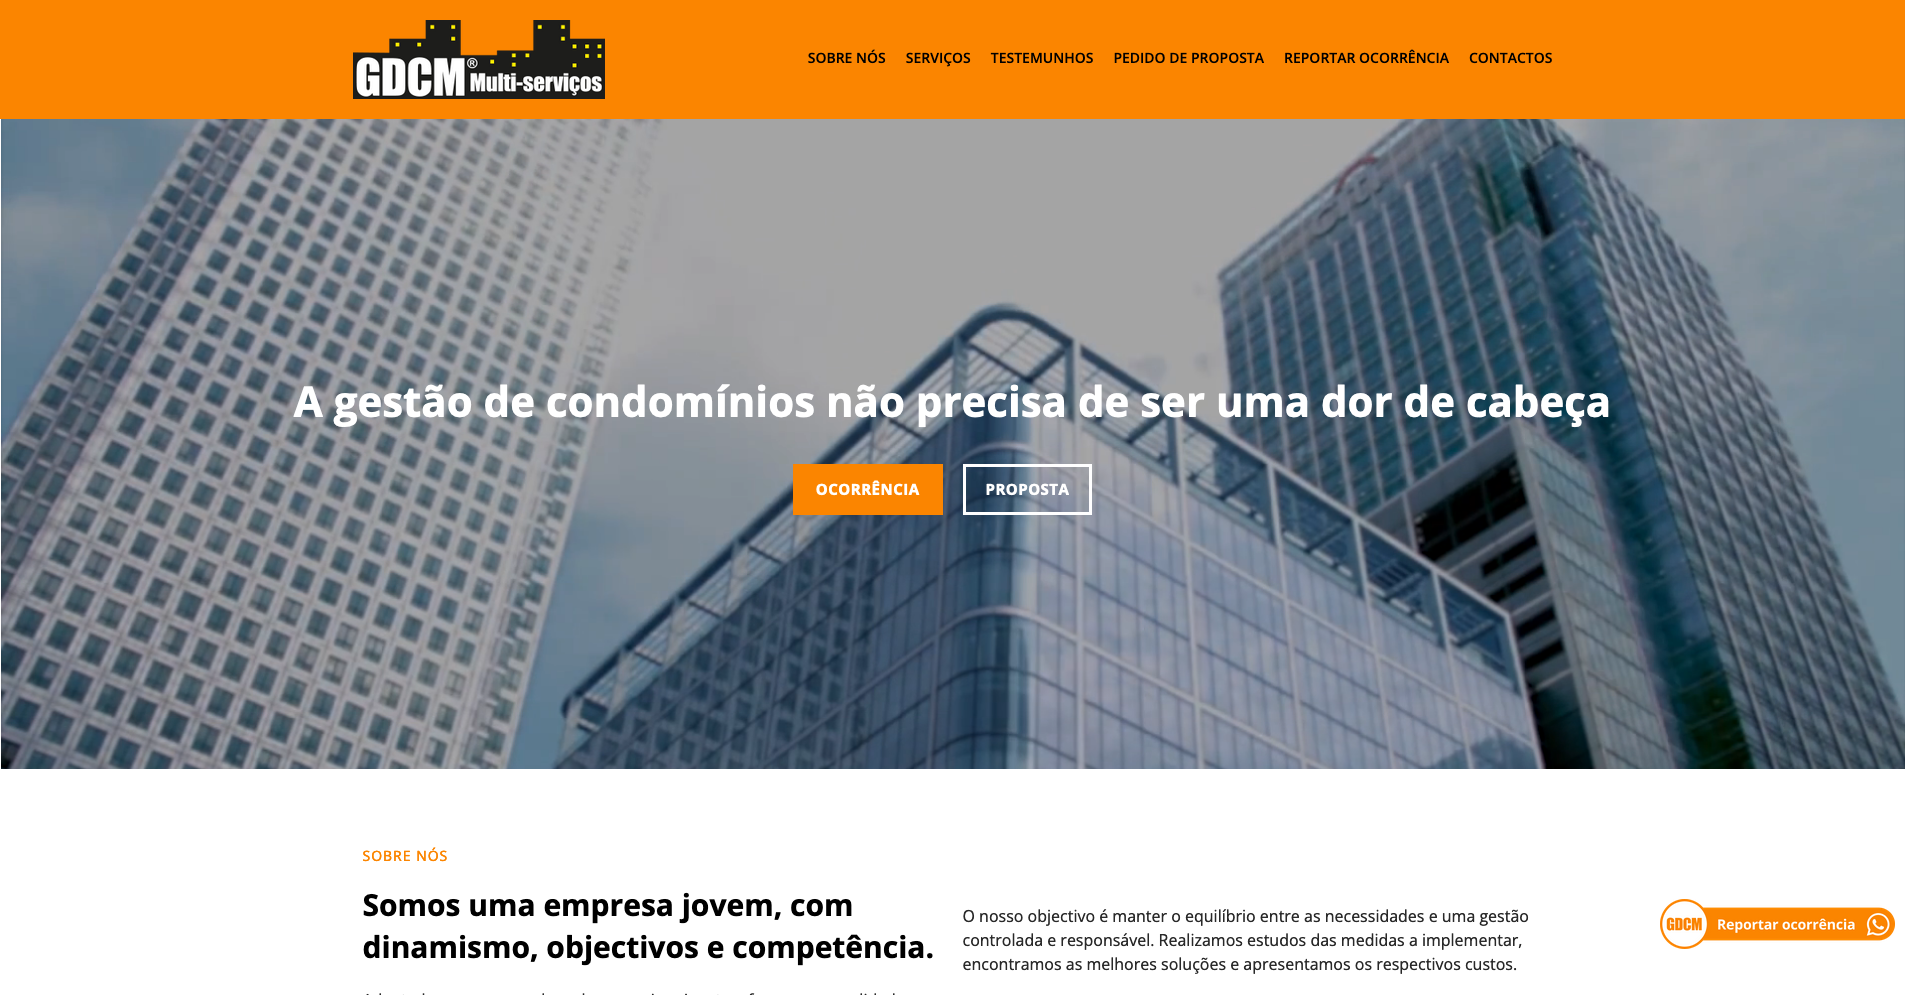 GDCM® Multi-serviços
SOBRE NÓS SERVIÇOS TESTEMUNHOS PEDIDO DE PROPOSTA REPORTAR OCORRÊNCIA CONTACTOS
A gestão de condomínios não precisa de ser uma dor de cabeça
OCORRÊNCIA PROPOSTA
SOBRE NÓS
Somos uma empresa jovem, com
dinamismo, objectivos e competência.
O nosso objectivo é manter o equilíbrio entre as necessidades e uma gestão
controlada e responsável. Realizamos estudos das medidas a implementar,
encontramos as melhores soluções e apresentamos os respectivos custos.
GDCM Reportar ocorrência